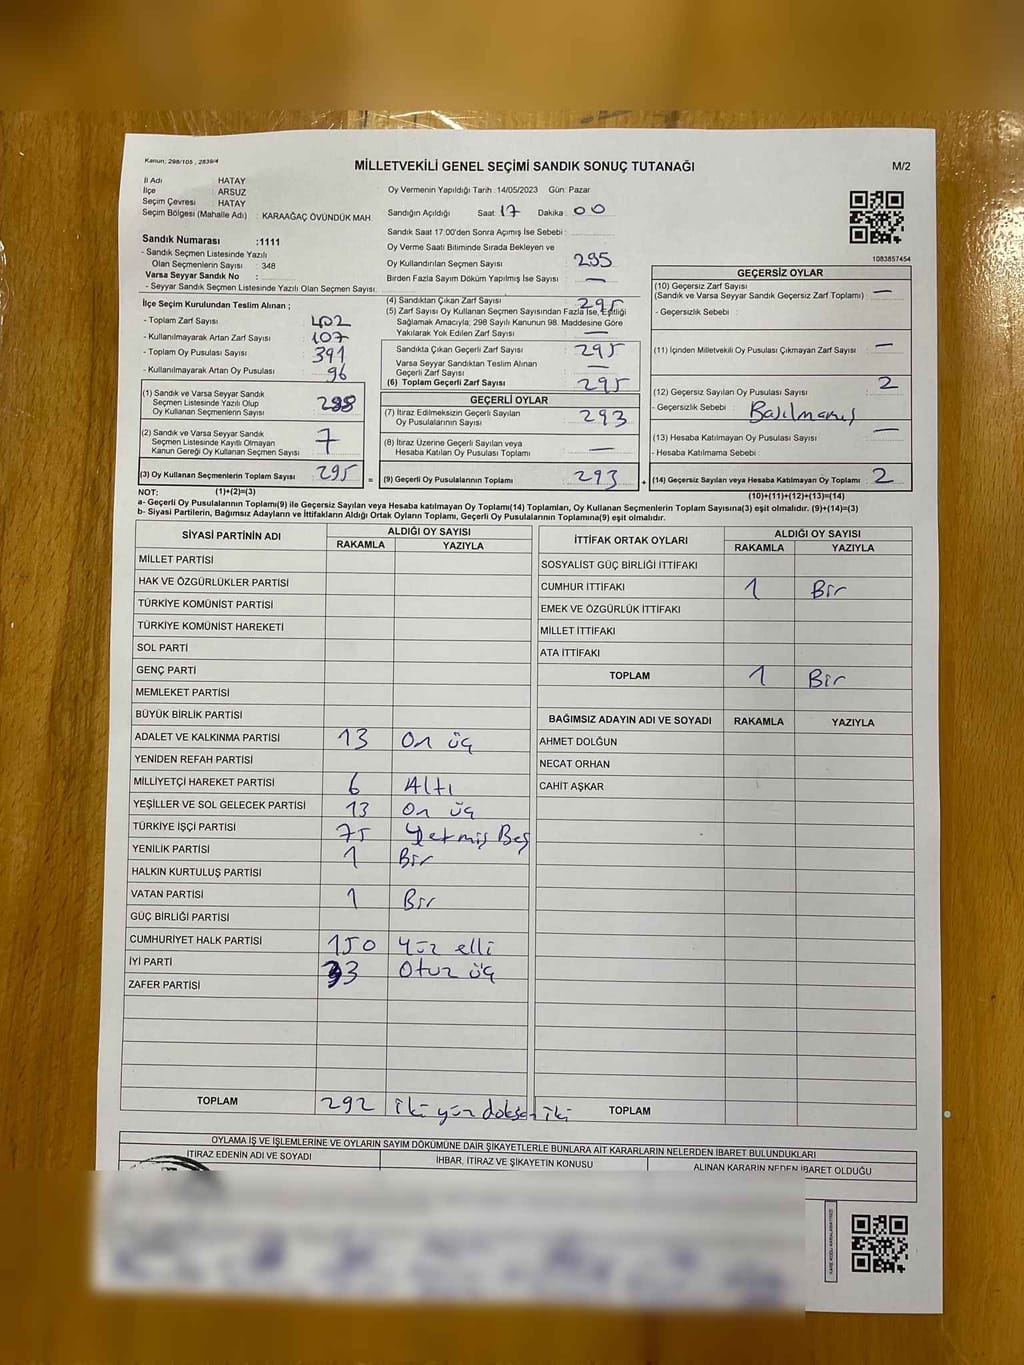 Kanun; 298/105 , 2839/4
MİLLETVEKİLİ GENEL SEÇİMİ SANDIK SONUÇ TUTANAĞI
M/2
İl Adı : HATAY
İlçe : ARSUZ
Seçim Çevresi : HATAY
Seçim Bölgesi (Mahalle Adı) : KARAAĞAÇ ÖVÜNDÜK MAH.
Oy Vermenin Yapıldığı Tarih :14/05/2023 Gün: Pazar
Sandığın Açıldığı Saat 17 Dakika : 00
Sandık Saat 17:00'den Sonra Açımış İse Sebebi :
Sandık Numarası :1111
- Sandık Seçmen Listesinde Yazılı
Olan Seçmenlerin Sayısı : 348
Varsa Seyyar Sandık No :
- Seyyar Seçmen Listesinde Yazılı Olan Seçmen Sayısı:
Oy Verme Saati Bitiminde Sırada Bekleyen ve
Oy Kullandırılan Seçmen Sayısı : 295
Birden Fazla Sayım Döküm Yapılmış İse Sayısı : —
1083857454
İlçe Seçim Kurulundan Teslim Alınan ;
- Toplam Zarf Sayısı : 402
- Kullanılmayarak Artan Zarf Sayısı : 107
- Toplam Oy Pusulası Sayısı : 391
- Kullanılmayarak Artan Oy Pusulası : 96
(1) Sandık ve Varsa Seyyar Sandık
Seçmen Listesinde Yazılı Olup
Oy Kullanan Seçmenlerin Sayısı : 288
(2) Sandık ve Varsa Seyyar Sandık
Seçmen Listesinde Kayıtlı Olmayan
Kanun Gereği Oy Kullanan Seçmen Sayısı : 7
(3) Oy Kullanan Seçmenlerin Toplam Sayısı : 295
(4) Sandıktan Çıkan Zarf Sayısı : 295
(5) Zarf Sayısı Oy Kullanan Seçmen Sayısından Fazla İse, Eşitliği
Sağlamak Amacıyla; 298 Sayılı Kanunun 98. Maddesine Göre
Yakılarak Yok Edilen Zarf Sayısı : —
Sandıkta Çıkan Geçerli Zarf Sayısı : 295
Varsa Seyyar Sandıktan Teslim Alınan
Geçerli Zarf Sayısı : —
(6) Toplam Geçerli Zarf Sayısı : 295
GEÇERLİ OYLAR
(7) İtiraz Edilmeksizin Geçerli Sayılan
Oy Pusulalarının Sayısı : 293
(8) İtiraz Üzerine Geçerli Sayılan veya
Hesaba Katılan Oy Pusulası Toplamı : —
= (9) Geçerli Oy Pusulalarının Toplamı : 293
GEÇERSİZ OYLAR
(10) Geçersiz Zarf Sayısı
(Sandık ve Varsa Seyyar Sandık Geçersiz Zarf Toplamı) : —
- Geçersizlik Sebebi :
(11) İçinden Milletvekili Oy Pusulası Çıkmayan Zarf Sayısı : —
(12) Geçersiz Sayılan Oy Pusulası Sayısı : 2
- Geçersizlik Sebebi : Basılmamış
(13) Hesaba Katılmayan Oy Pusulası Sayısı : —
- Hesaba Katılmama Sebebi :
+ (14) Geçersiz Sayılan veya Hesaba Katılmayan Oy Toplamı : 2
NOT: (1)+(2)=(3)
(10)+(11)+(12)+(13)=(14)
a- Geçerli Oy Pusulalarının Toplamı(9) ile Geçersiz Sayılan veya Hesaba katılmayan Oy Toplamı(14) Toplamları, Oy Kullanan Seçmenlerin Toplam Sayısına(3) eşit olmalıdır. (9)+(14)=(3)
b- Siyasi Partilerin, Bağımsız Adayların ve İttifakların Aldığı Ortak Oyların Toplamı, Geçerli Oy Pusulalarının Toplamına(9) eşit olmalıdır.
SİYASİ PARTİNİN ADI ALDIĞI OY SAYISI
RAKAMLA YAZIYLA
MİLLET PARTİSİ
HAK VE ÖZGÜRLÜKLER PARTİSİ
TÜRKİYE KOMÜNİST PARTİSİ
TÜRKİYE KOMÜNİST HAREKETİ
SOL PARTİ
GENÇ PARTİ
MEMLEKET PARTİSİ
BÜYÜK BİRLİK PARTİSİ
ADALET VE KALKINMA PARTİSİ 13 On üç
YENİDEN REFAH PARTİSİ
MİLLİYETÇİ HAREKET PARTİSİ 6 Altı
YEŞİLLER VE SOL GELECEK PARTİSİ 13 On üç
TÜRKİYE İŞÇİ PARTİSİ 75 Yetmiş Beş
YENİLİK PARTİSİ 1 Bir
HALKIN KURTULUŞ PARTİSİ
VATAN PARTİSİ 1 Bir
GÜÇ BİRLİĞİ PARTİSİ
CUMHURİYET HALK PARTİSİ 150 Yüz elli
İYİ PARTİ 33 Otuz üç
ZAFER PARTİSİ
TOPLAM 292 İki yüz doksan iki
İTTİFAK ORTAK OYLARI ALDIĞI OY SAYISI
RAKAMLA YAZIYLA
SOSYALİST GÜÇ BİRLİĞİ İTTİFAKI
CUMHUR İTTİFAKI 1 Bir
EMEK VE ÖZGÜRLÜK İTTİFAKI
MİLLET İTTİFAKI
ATA İTTİFAKI
TOPLAM 1 Bir
BAĞIMSIZ ADAYIN ADI VE SOYADI RAKAMLA YAZIYLA
AHMET DOLĞUN
NECAT ORHAN
CAHİT AŞKAR
TOPLAM
OYLAMA İŞ VE İŞLEMLERİNE VE OYLARIN SAYIM DÖKÜMÜNE DAİR ŞİKAYETLERLE BUNLARA AİT KARARLARIN NELERDEN İBARET BULUNDUKLARI
İTİRAZ EDENİN ADI VE SOYADI
İHBAR, İTİRAZ VE ŞİKAYETİN KONUSU
ALINAN KARARIN NEDEN İBARET OLDUĞU